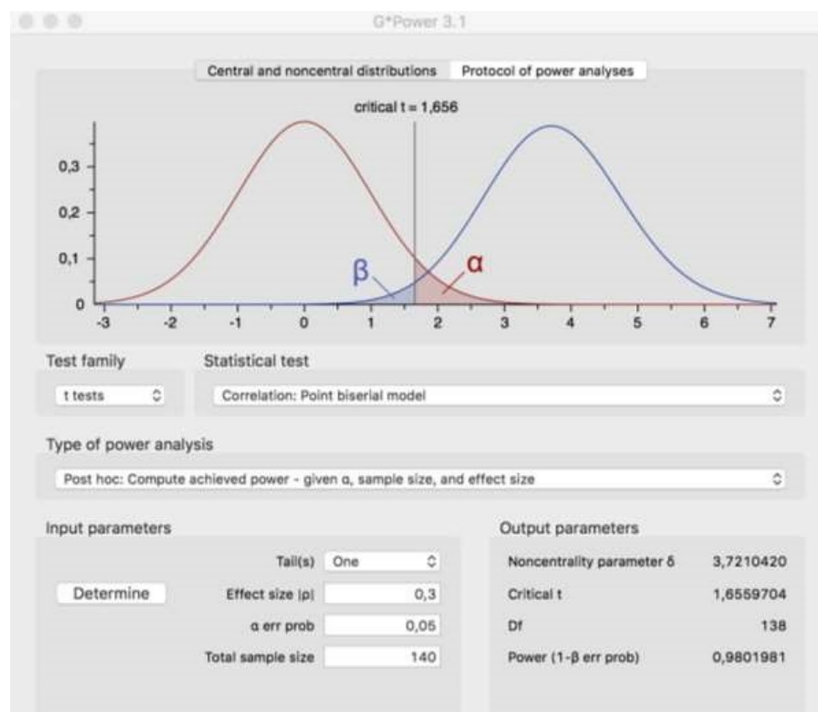 G*Power 3.1
Central and noncentral distributions Protocol of power analyses
critical t = 1,656
0,3
0,2
0,1
0
β
α
-3 -2 -1 0 1 2 3 4 5 6 7
Test family Statistical test
t tests Correlation: Point biserial model
Type of power analysis
Post hoc: Compute achieved power - given α, sample size, and effect size
Input parameters Output parameters
Tail(s) One Noncentrality parameter δ 3,7210420
Determine Effect size |ρ| 0,3 Critical t 1,6559704
α err prob 0,05 Df 138
Total sample size 140 Power (1-β err prob) 0,9801981